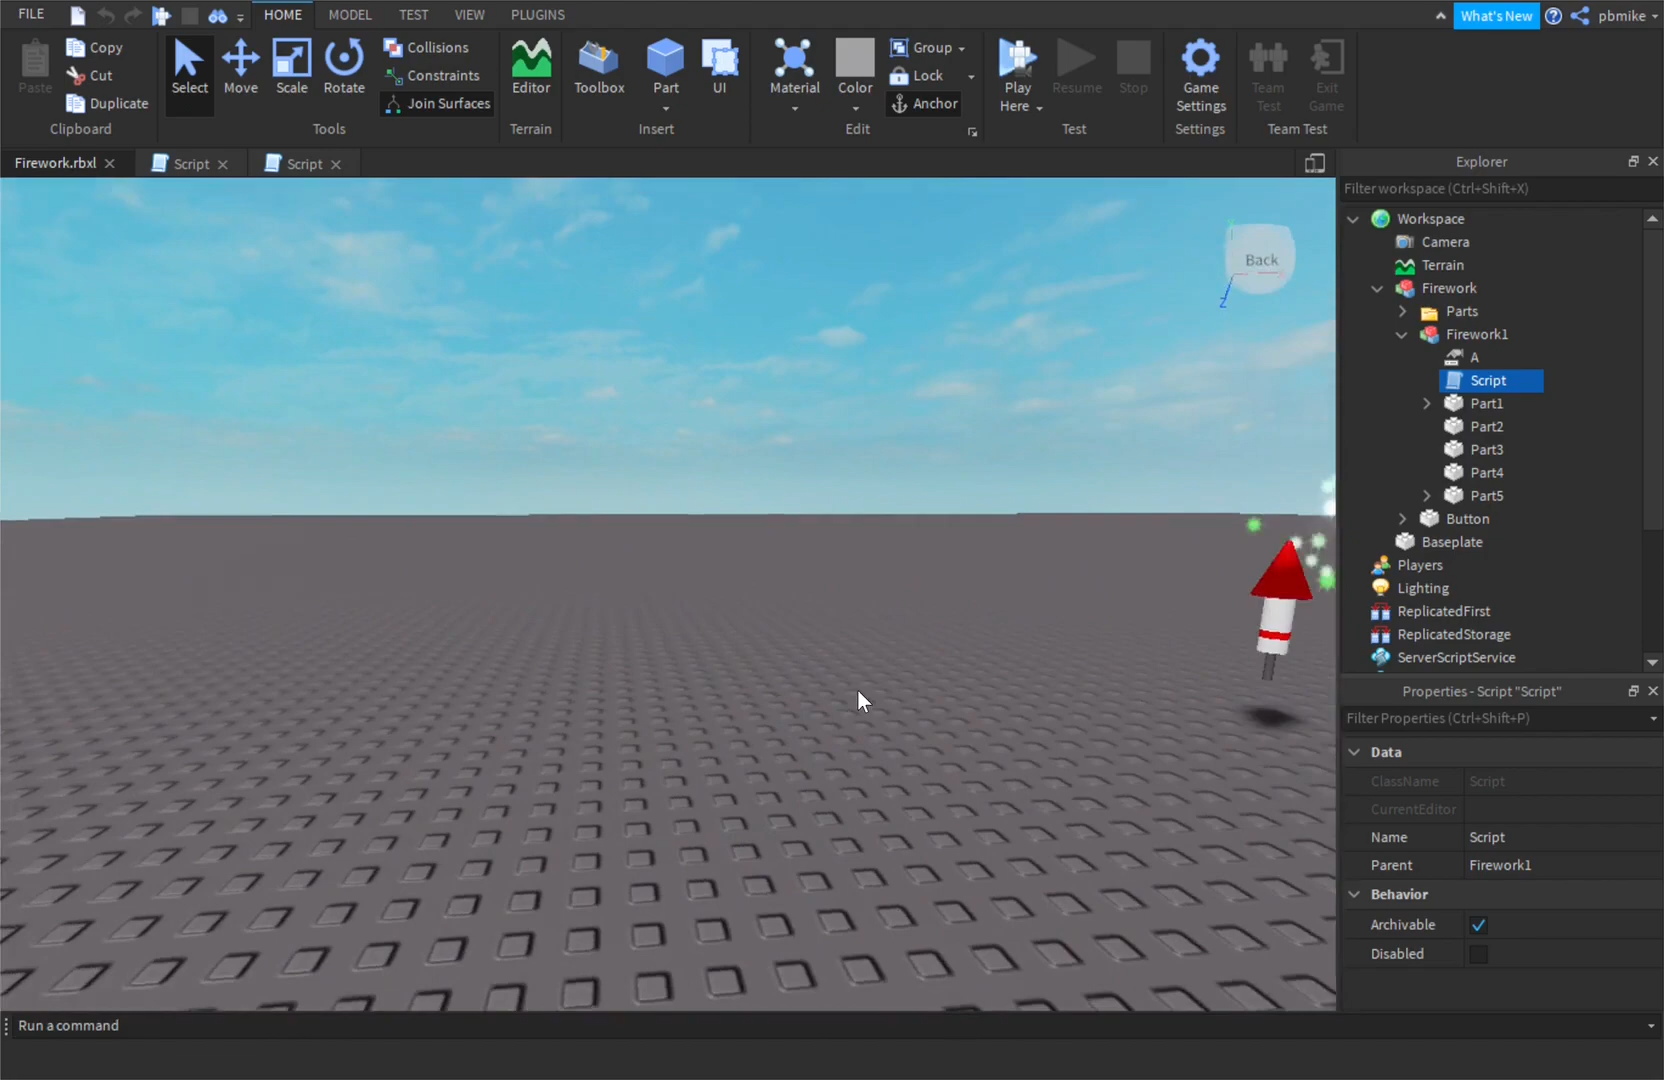 FILE
HOME
MODEL
TEST
VIEW
PLUGINS
What's New
pbmike
Paste
Copy
Cut
Duplicate
Clipboard
Select
Move
Scale
Rotate
Collisions
Constraints
Join Surfaces
Tools
Editor
Terrain
Toolbox
Part
UI
Insert
Material
Color
Group
Lock
Anchor
Edit
Play
Here
Resume
Stop
Test
Game
Settings
Settings
Team
Test
Exit
Game
Team Test
Firework.rbxl
Script
Script
Back
Z
Explorer
Filter workspace (Ctrl+Shift+X)
Workspace
Camera
Terrain
Firework
Parts
Firework1
A
Script
Part1
Part2
Part3
Part4
Part5
Button
Baseplate
Players
Lighting
ReplicatedFirst
ReplicatedStorage
ServerScriptService
Properties - Script "Script"
Filter Properties (Ctrl+Shift+P)
Data
ClassName Script
CurrentEditor
Name Script
Parent Firework1
Behavior
Archivable
Disabled
Run a command